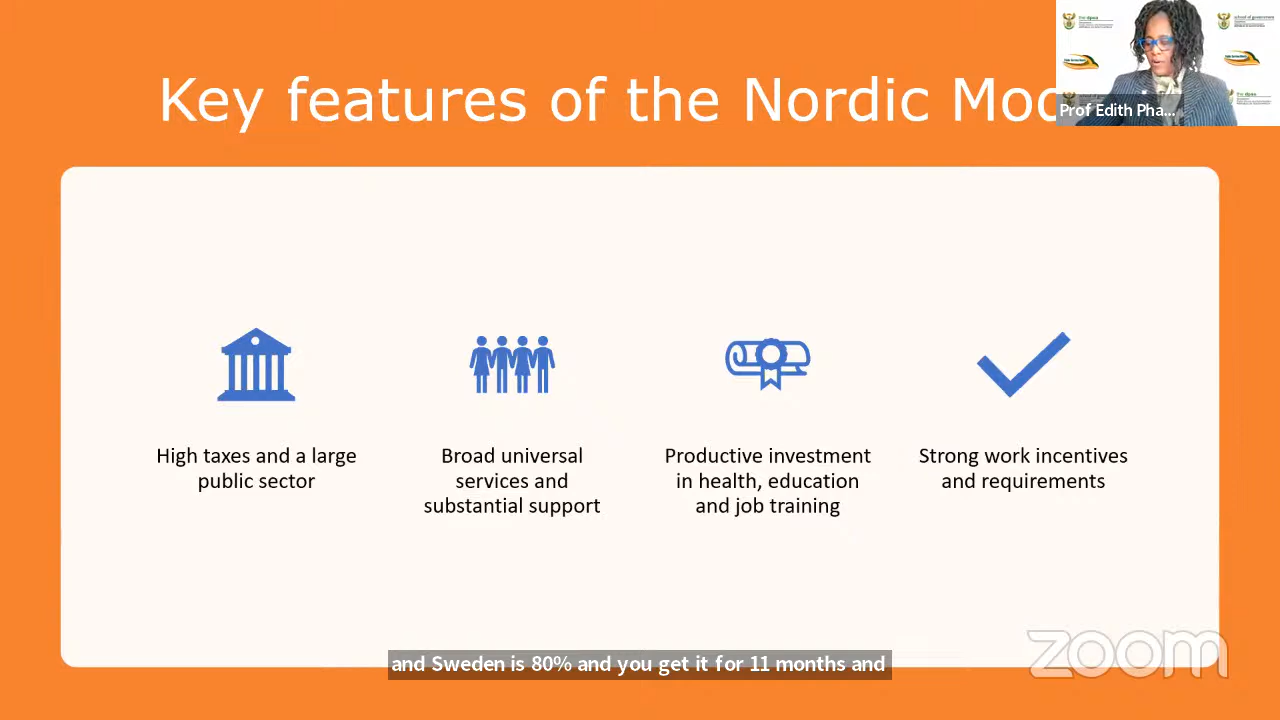 Key features of the Nordic Mod
Prof Edith Pha...
High taxes and a large
public sector
Broad universal
services and
substantial support
Productive investment
in health, education
and job training
Strong work incentives
and requirements
and Sweden is 80% and you get it for 11 months and
zoom